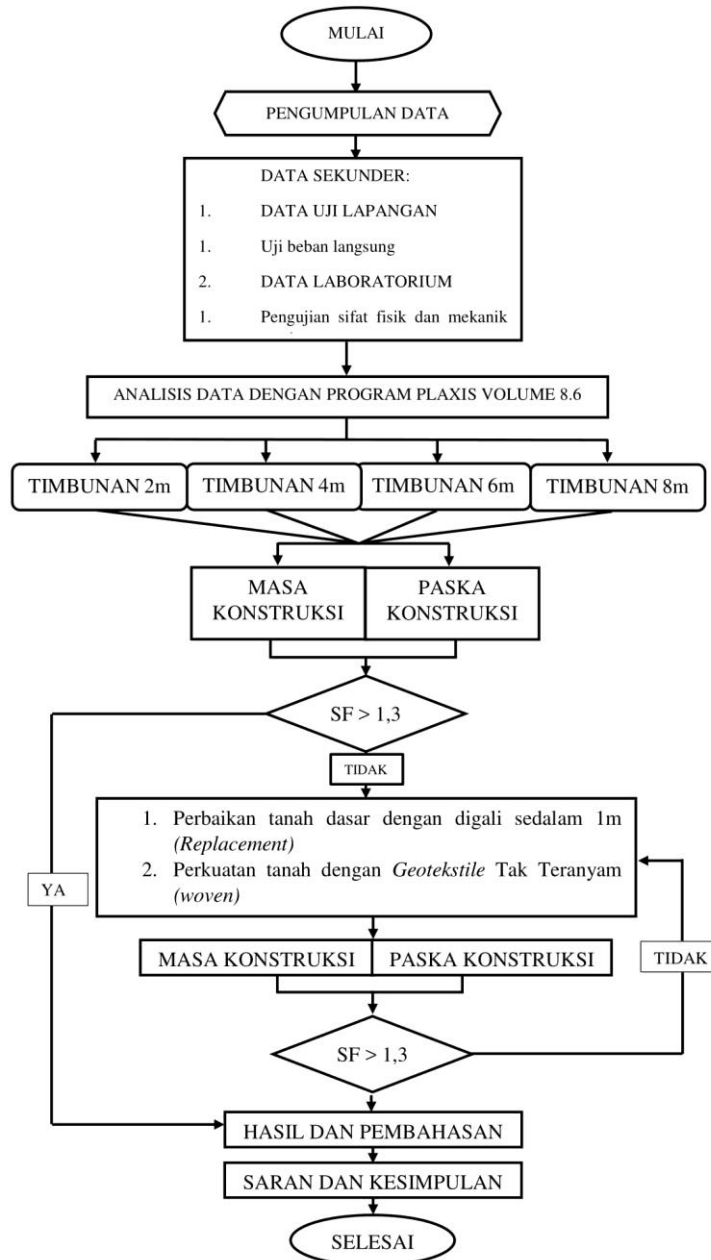 MULAI
PENGUMPULAN DATA
DATA SEKUNDER:
1. DATA UJI LAPANGAN
1. Uji beban langsung
2. DATA LABORATORIUM
1. Pengujian sifat fisik dan mekanik
ANALISIS DATA DENGAN PROGRAM PLAXIS VOLUME 8.6
TIMBUNAN 2m
TIMBUNAN 4m
TIMBUNAN 6m
TIMBUNAN 8m
MASA
KONSTRUKSI
PASKA
KONSTRUKSI
SF > 1,3
TIDAK
1. Perbaikan tanah dasar dengan digali sedalam 1m
(Replacement)
2. Perkuatan tanah dengan Geotekstile Tak Teranyam
(woven)
YA
MASA KONSTRUKSI
PASKA KONSTRUKSI
TIDAK
SF > 1,3
HASIL DAN PEMBAHASAN
SARAN DAN KESIMPULAN
SELESAI